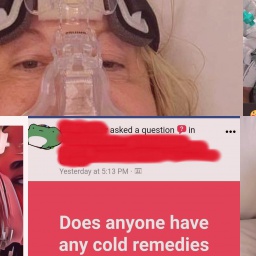 asked a question in
Yesterday at 5:13 PM ·
Does anyone have
any cold remedies